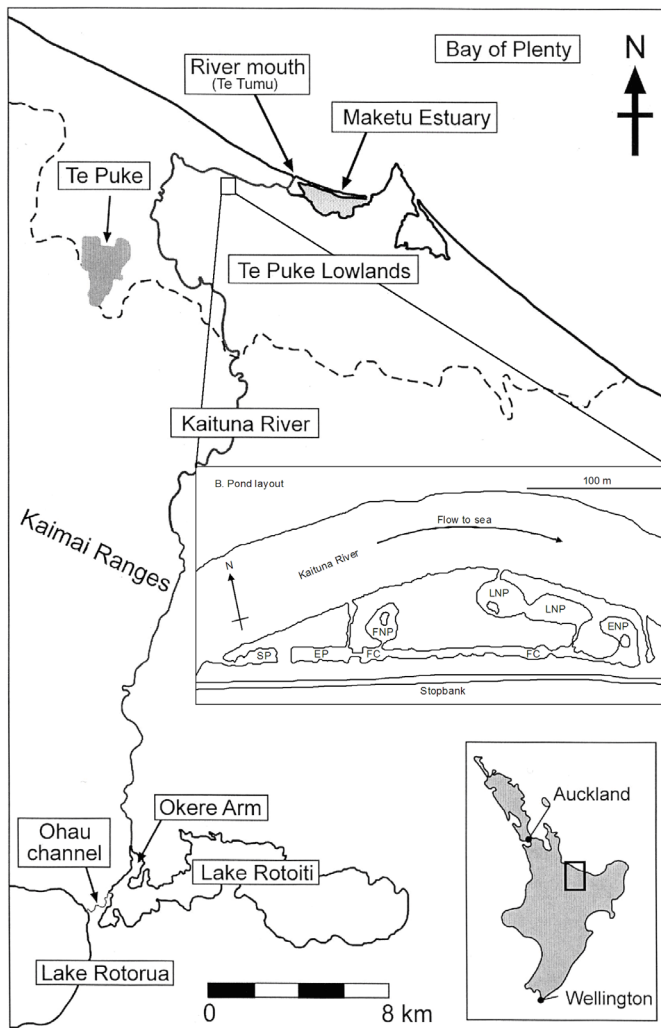 Bay of Plenty
N
River mouth
(Te Tumu)
Maketu Estuary
Te Puke
Te Puke Lowlands
Kaituna River
Kaimai Ranges
B. Pond layout
100 m
Flow to sea
Kaituna River
N
LNP
LNP
FNP
ENP
SP
EP
FC
FC
Stopbank
Okere Arm
Ohau
channel
Lake Rotoiti
Lake Rotorua
0
8 km
Auckland
Wellington